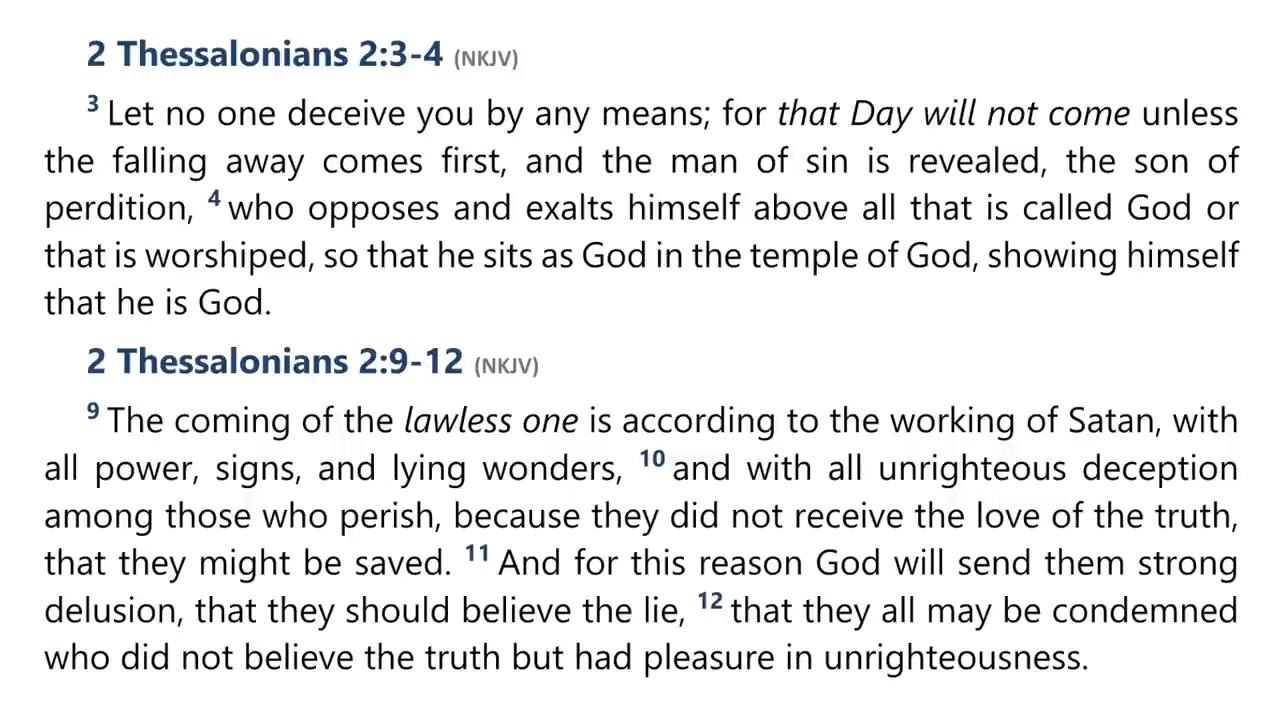 2 Thessalonians 2:3-4 (NKJV)
3 Let no one deceive you by any means; for that Day will not come unless
the falling away comes first, and the man of sin is revealed, the son of
perdition, 4 who opposes and exalts himself above all that is called God or
that is worshiped, so that he sits as God in the temple of God, showing himself
that he is God.
2 Thessalonians 2:9-12 (NKJV)
9 The coming of the lawless one is according to the working of Satan, with
all power, signs, and lying wonders, 10 and with all unrighteous deception
among those who perish, because they did not receive the love of the truth,
that they might be saved. 11 And for this reason God will send them strong
delusion, that they should believe the lie, 12 that they all may be condemned
who did not believe the truth but had pleasure in unrighteousness.